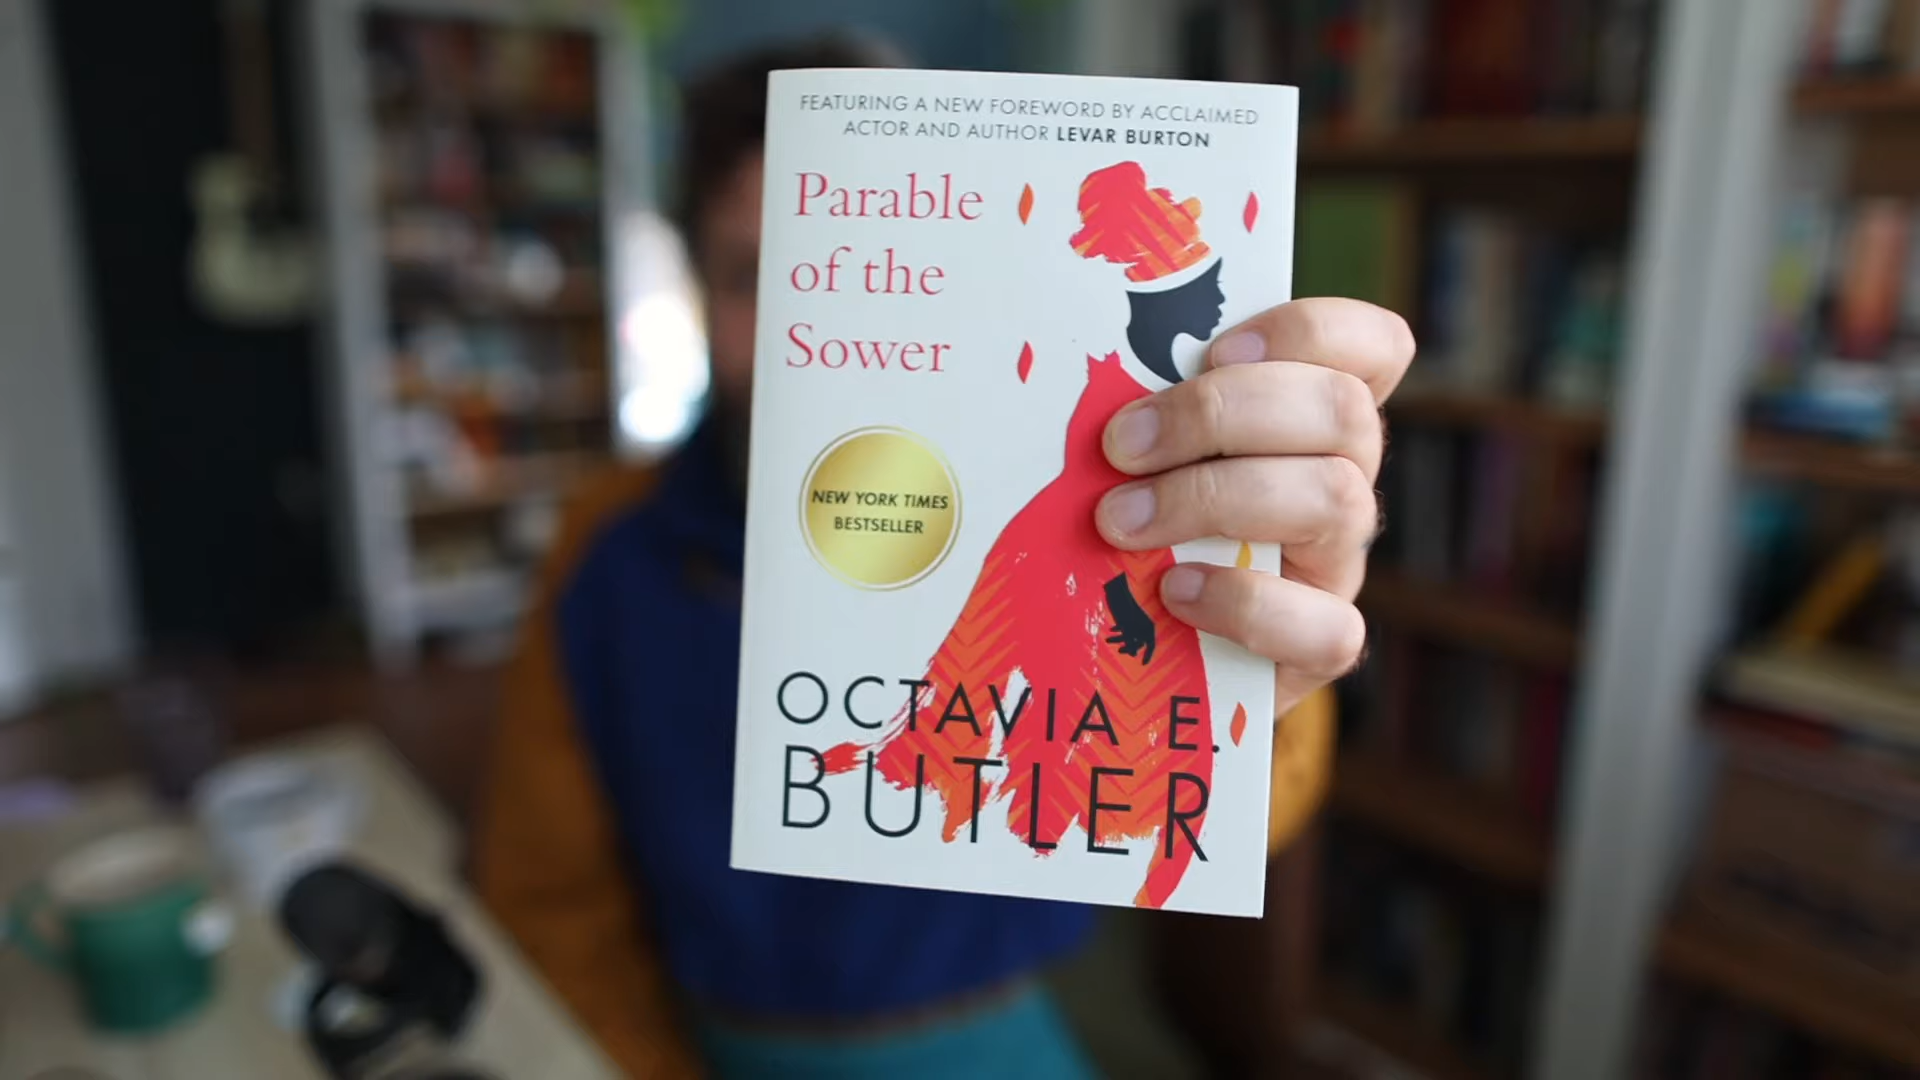 FEATURING A NEW FOREWORD BY ACCLAIMED
ACTOR AND AUTHOR LEVAR BURTON
Parable
of the
Sower
NEW YORK TIMES
BESTSELLER
OCTAVIA E.
BUTLER